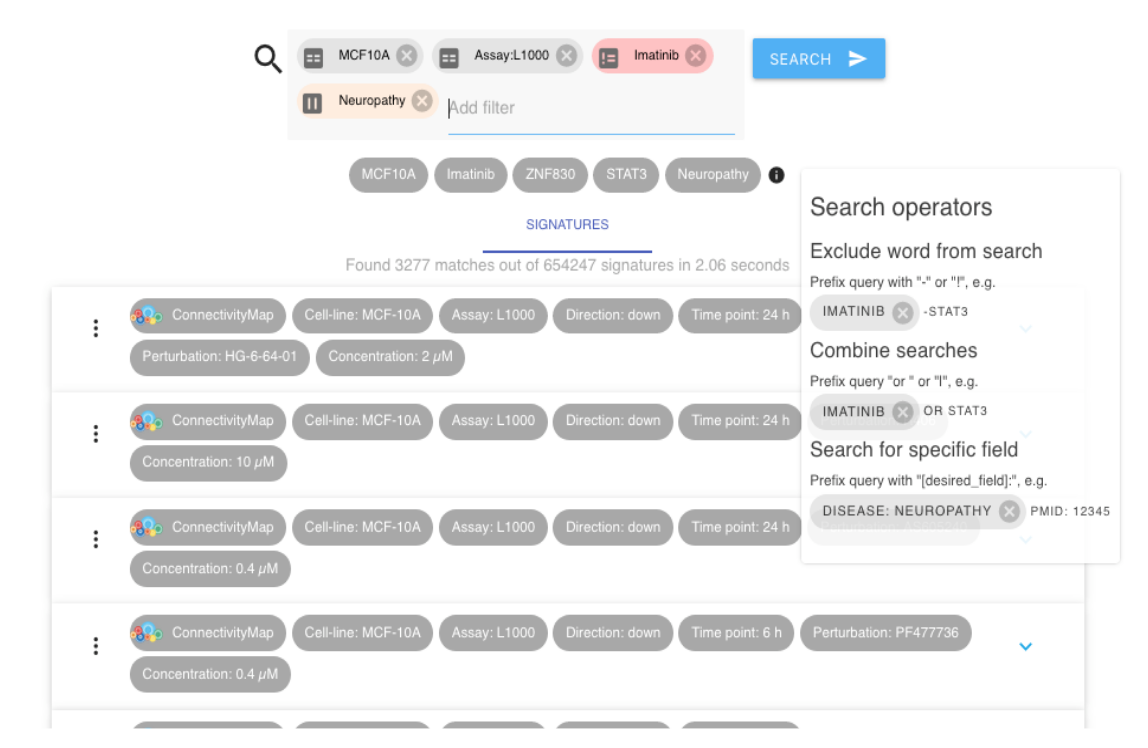 MCF10A Assay:L1000 Imatinib SEARCH
Neuropathy Add filter
MCF10A Imatinib ZNF830 STAT3 Neuropathy
SIGNATURES
Found 3277 matches out of 654247 signatures in 2.06 seconds
ConnectivityMap Cell-line: MCF-10A Assay: L1000 Direction: down Time point: 24 h
Perturbation: HG-6-64-01 Concentration: 2 µM
ConnectivityMap Cell-line: MCF-10A Assay: L1000 Direction: down Time point: 24 h
Concentration: 10 µM
ConnectivityMap Cell-line: MCF-10A Assay: L1000 Direction: down Time point: 24 h
Concentration: 0.4 µM
ConnectivityMap Cell-line: MCF-10A Assay: L1000 Direction: down Time point: 6 h Perturbation: PF477736
Concentration: 0.4 µM
Search operators
Exclude word from search
Prefix query with "-" or "!", e.g.
IMATINIB -STAT3
Combine searches
Prefix query "or " or "|", e.g.
IMATINIB OR STAT3
Search for specific field
Prefix query with "[desired_field]:", e.g.
DISEASE: NEUROPATHY PMID: 12345